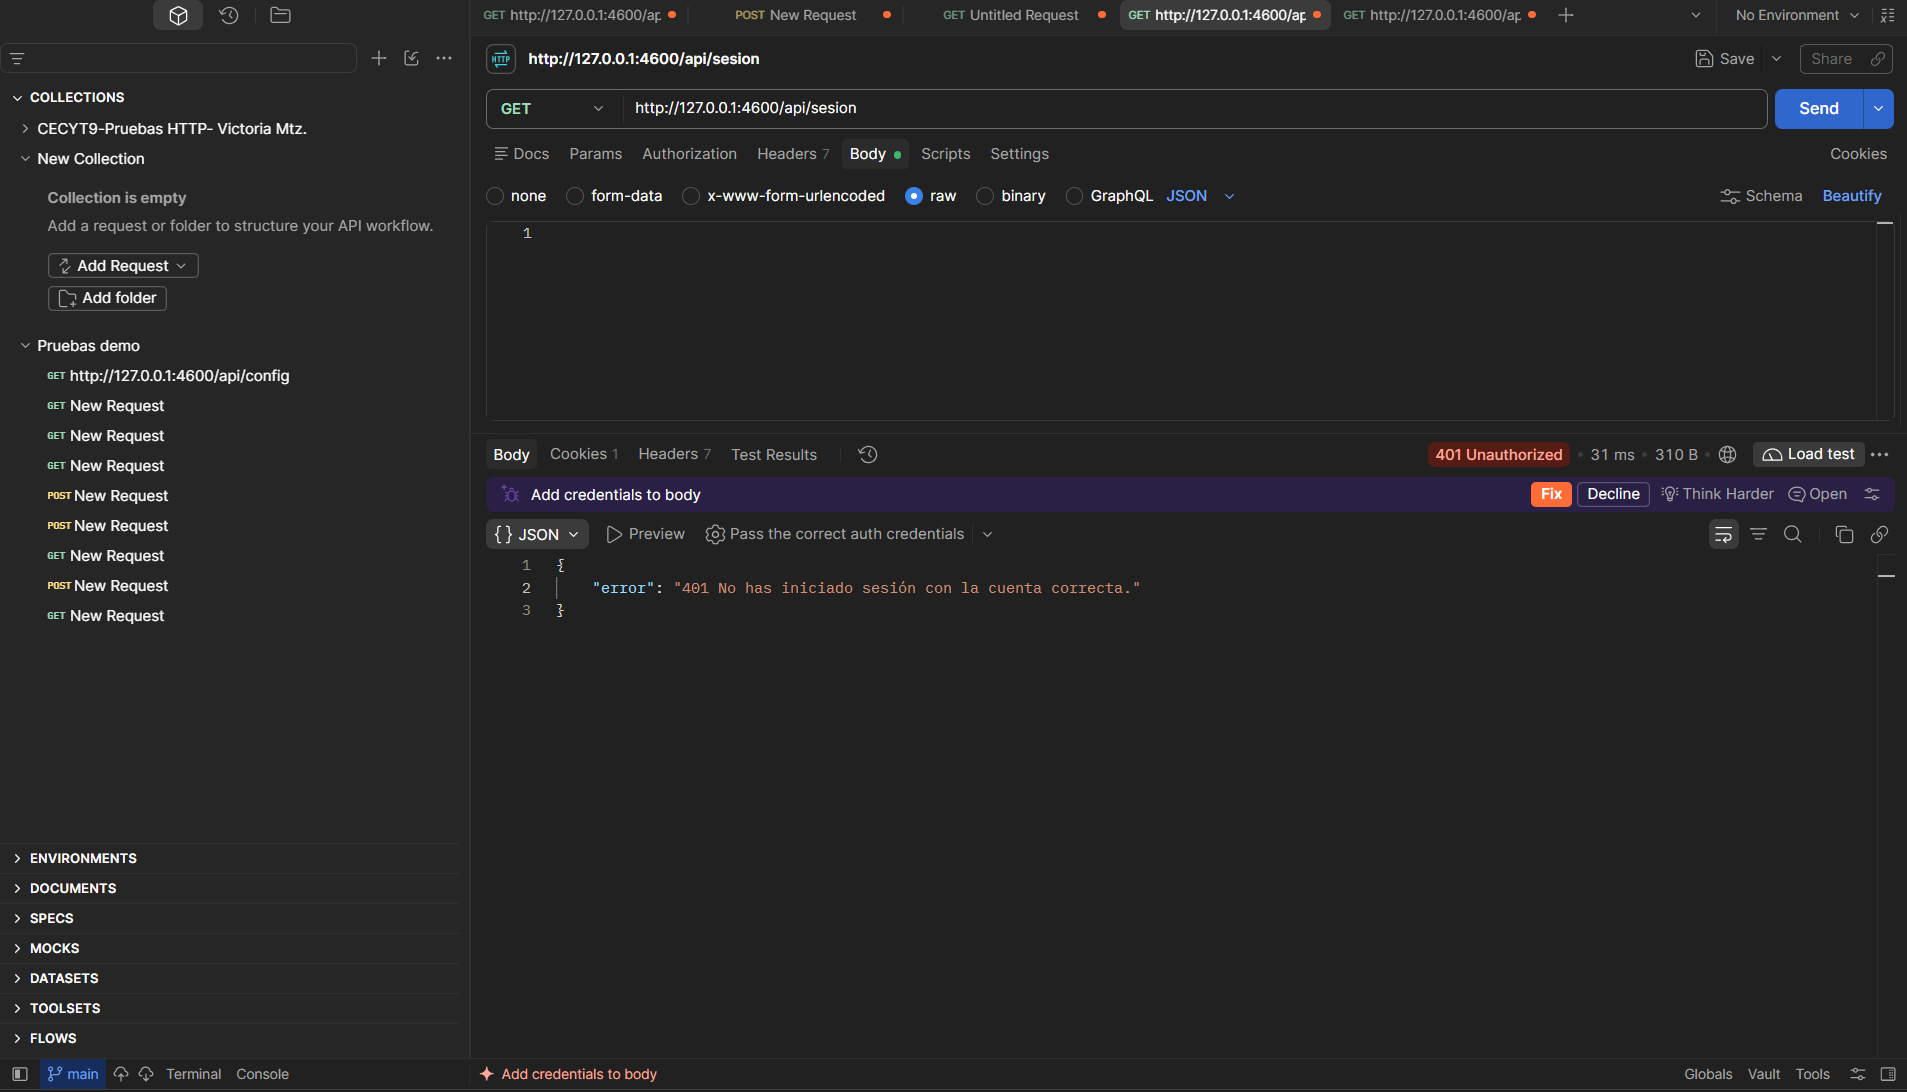 GET http://127.0.0.1:4600/ap
POST New Request
GET Untitled Request
GET http://127.0.0.1:4600/ap
GET http://127.0.0.1:4600/ap
No Environment
COLLECTIONS
CECYT9-Pruebas HTTP- Victoria Mtz.
New Collection
Collection is empty
Add a request or folder to structure your API workflow.
Add Request
Add folder
Pruebas demo
GET http://127.0.0.1:4600/api/config
GET New Request
GET New Request
GET New Request
POST New Request
POST New Request
GET New Request
POST New Request
GET New Request
ENVIRONMENTS
DOCUMENTS
SPECS
MOCKS
DATASETS
TOOLSETS
FLOWS
HTTP http://127.0.0.1:4600/api/sesion
Save Share
GET http://127.0.0.1:4600/api/sesion Send
Docs Params Authorization Headers 7 Body Scripts Settings Cookies
none form-data x-www-form-urlencoded raw binary GraphQL JSON Schema Beautify
1
Body Cookies 1 Headers 7 Test Results 401 Unauthorized 31 ms 310 B Load test
Add credentials to body Fix Decline Think Harder Open
{} JSON Preview Pass the correct auth credentials
1 {
2 "error": "401 No has iniciado sesión con la cuenta correcta."
3 }
main Terminal Console Add credentials to body Globals Vault Tools